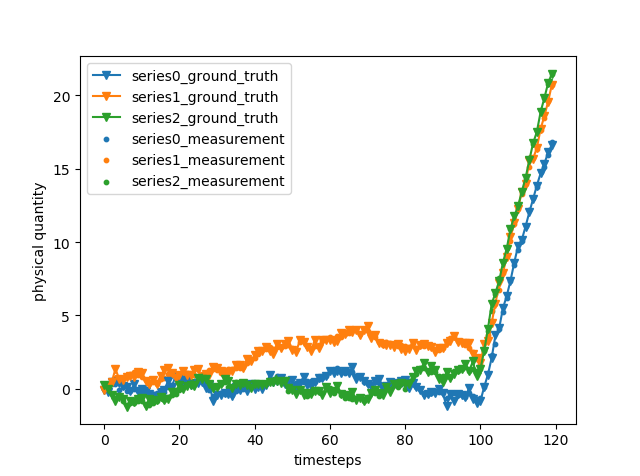 series0_ground_truth
series1_ground_truth
series2_ground_truth
series0_measurement
series1_measurement
series2_measurement
20
15
10
5
0
physical quantity
0 20 40 60 80 100 120
timesteps